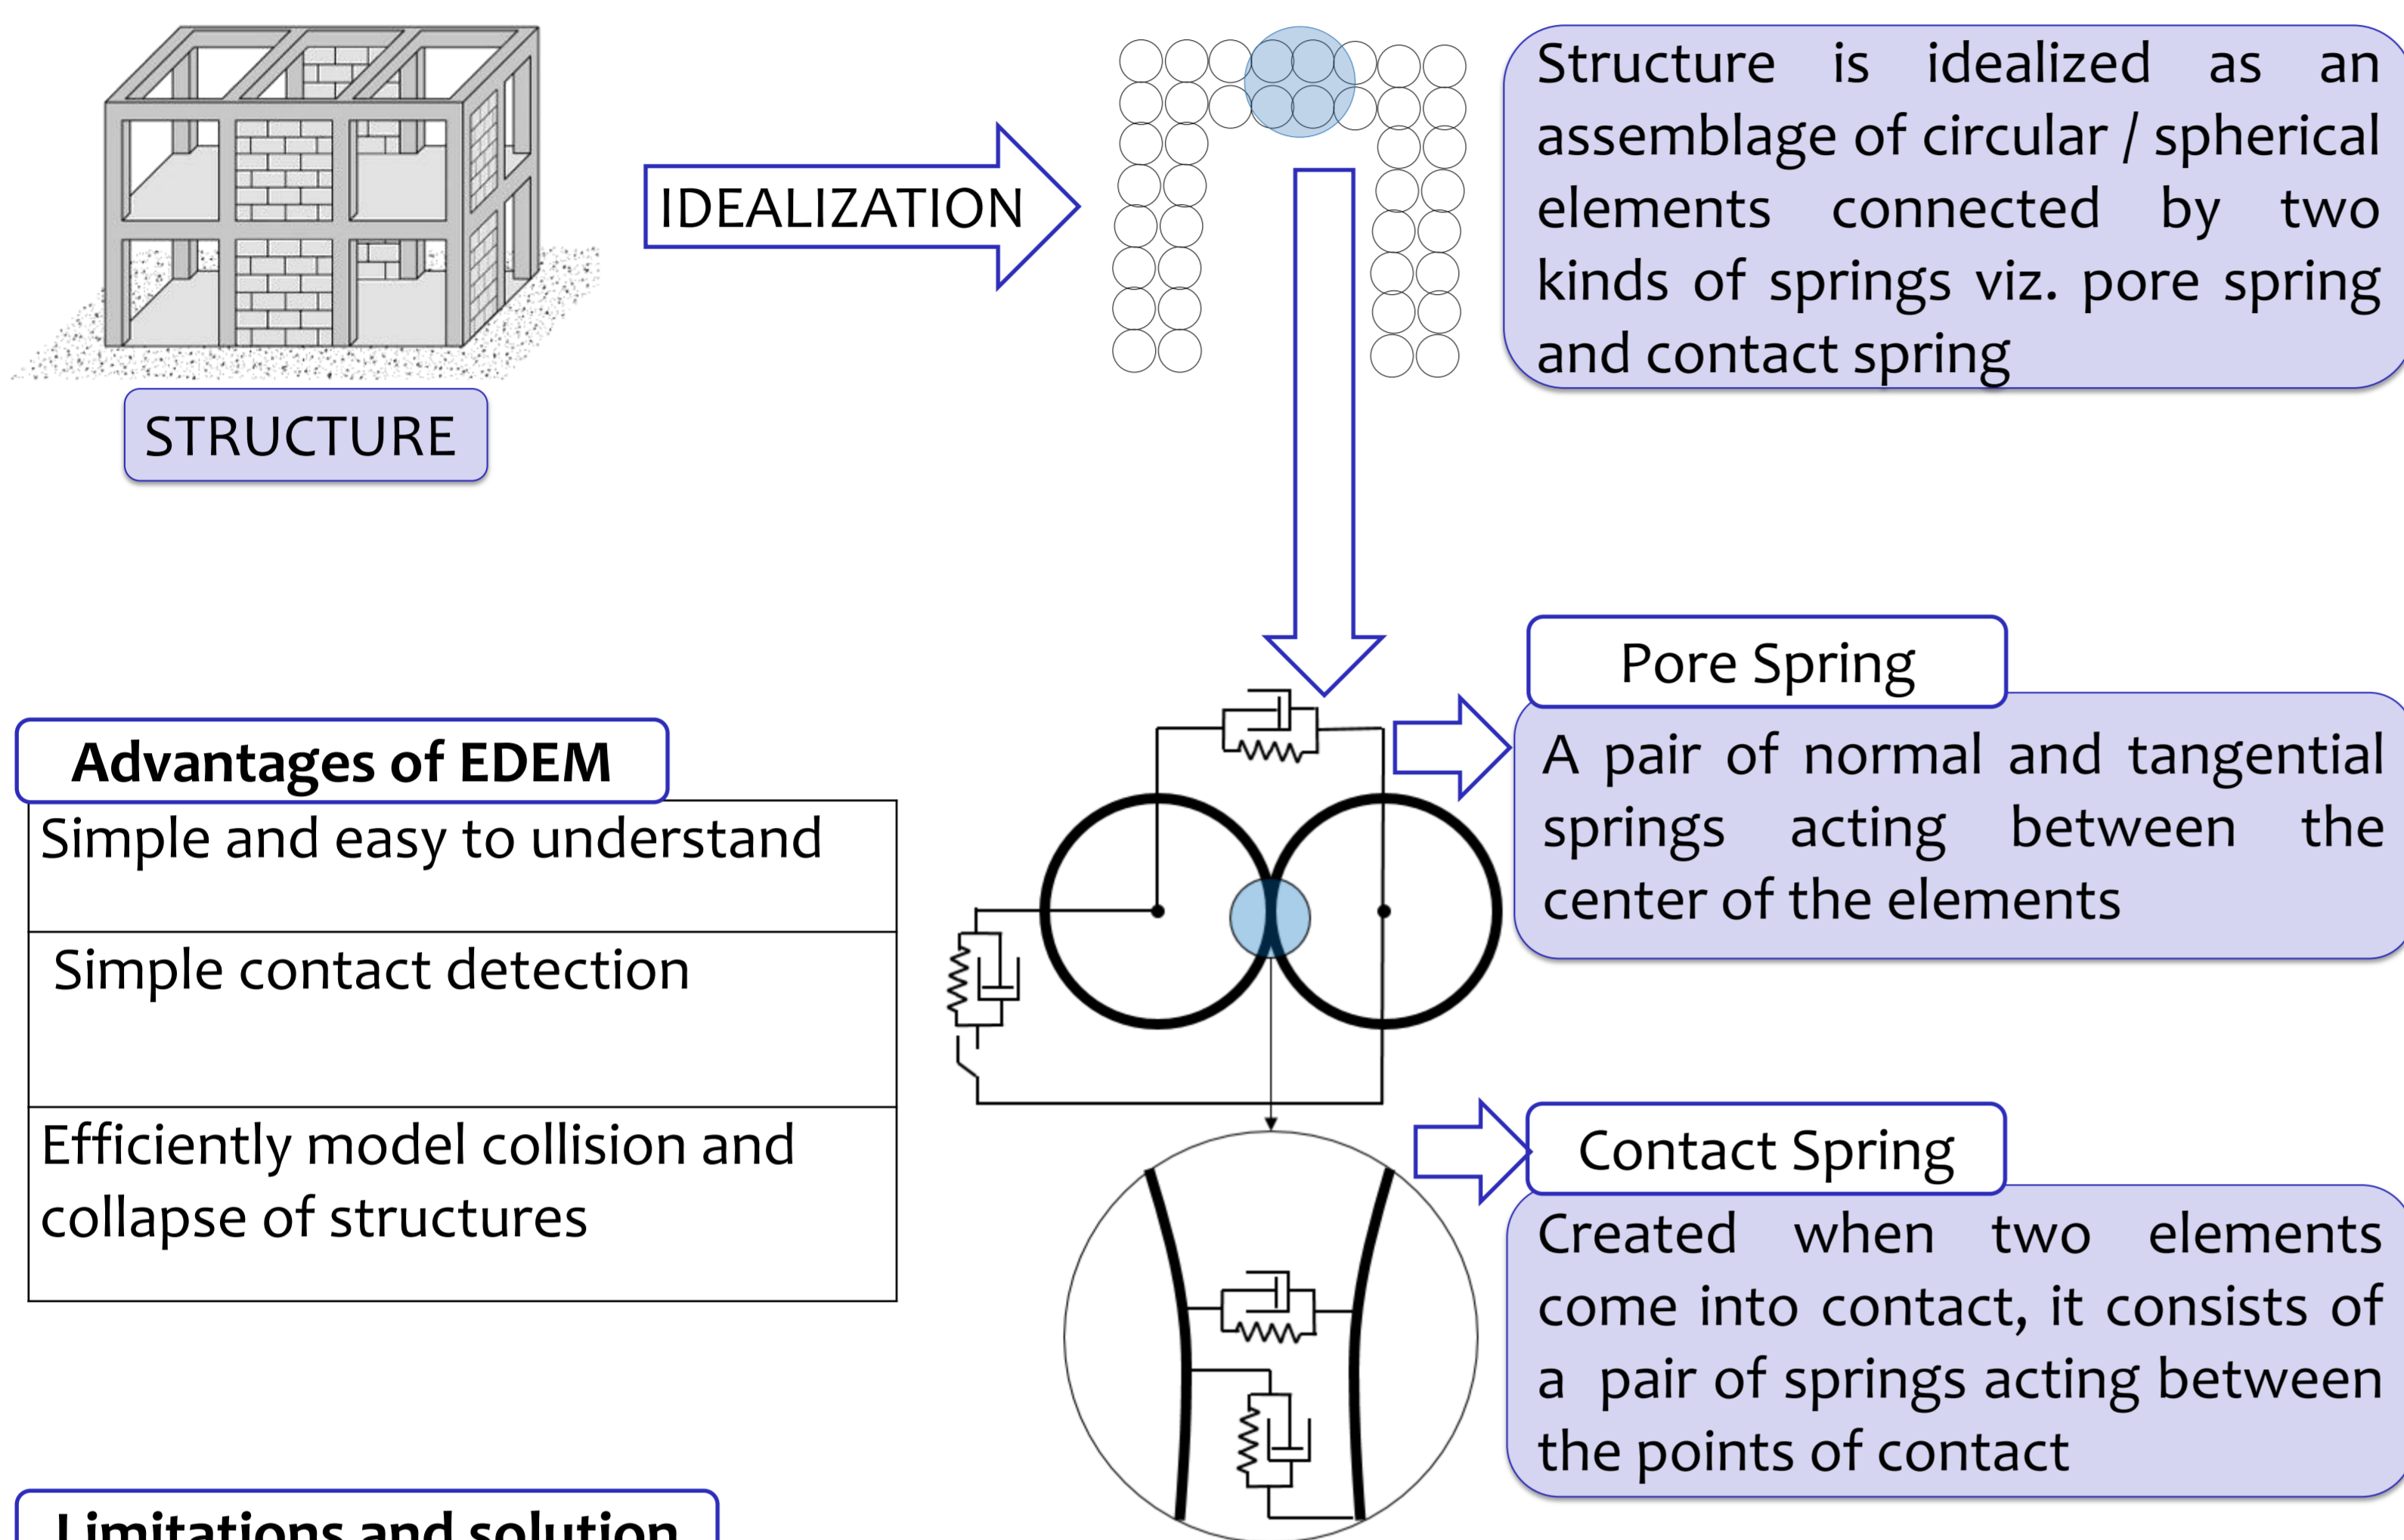 IDEALIZATION
STRUCTURE
Structure is idealized as an
assemblage of circular / spherical
elements connected by two
kinds of springs viz. pore spring
and contact spring
Pore Spring
A pair of normal and tangential
springs acting between the
center of the elements
Advantages of EDEM
Simple and easy to understand
Simple contact detection
Efficiently model collision and
collapse of structures
Contact Spring
Created when two elements
come into contact, it consists of
a pair of springs acting between
the points of contact
Limitations and solution